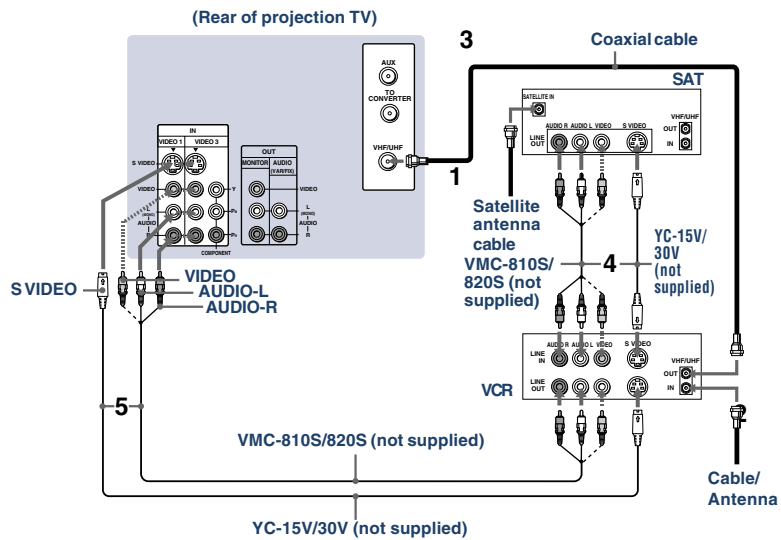 (Rear of projection TV)
3
Coaxial cable
SAT
AUX
TO
CONVERTER
VHF/UHF
1
SATELLITE IN
AUDIO R AUDIO L VIDEO S VIDEO
LINE
OUT
VHF/UHF
OUT
IN
IN
VIDEO 1 VIDEO 3
S VIDEO
VIDEO
L
(MONO)
AUDIO
R
Y
PB
PR
COMPONENT
OUT
MONITOR AUDIO
(VAR/FIX)
VIDEO
L
(MONO)
AUDIO
R
Satellite
antenna
cable
VMC-810S/
820S (not
supplied)
4
YC-15V/
30V
(not
supplied)
S VIDEO
VIDEO
AUDIO-L
AUDIO-R
AUDIO R AUDIO L VIDEO S VIDEO
LINE
IN
LINE
OUT
VHF/UHF
OUT
IN
VCR
5
VMC-810S/820S (not supplied)
Cable/
Antenna
YC-15V/30V (not supplied)